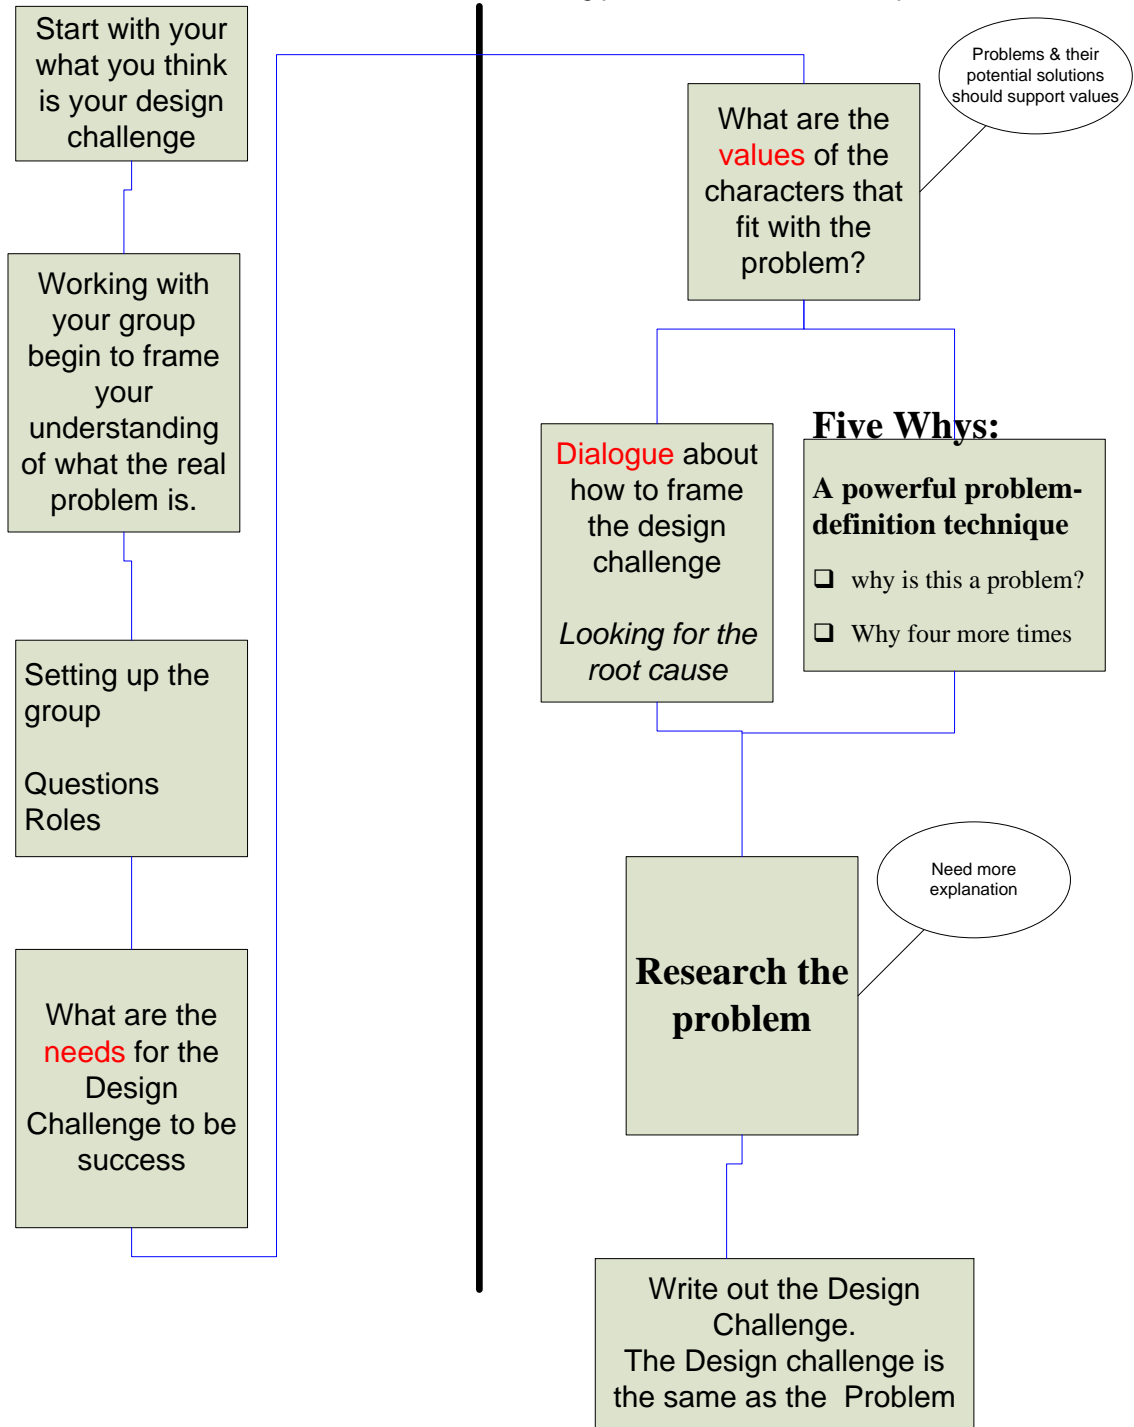 Start with your
what you think
is your design
challenge
Working with
your group
begin to frame
your
understanding
of what the real
problem is.
Setting up the
group
Questions
Roles
What are the
needs for the
Design
Challenge to be
success
Problems & their
potential solutions
should support values
What are the
values of the
characters that
fit with the
problem?
Dialogue about
how to frame
the design
challenge
Looking for the
root cause
Five Whys:
A powerful problem-
definition technique
❑ why is this a problem?
❑ Why four more times
Need more
explanation
Research the
problem
Write out the Design
Challenge.
The Design challenge is
the same as the Problem